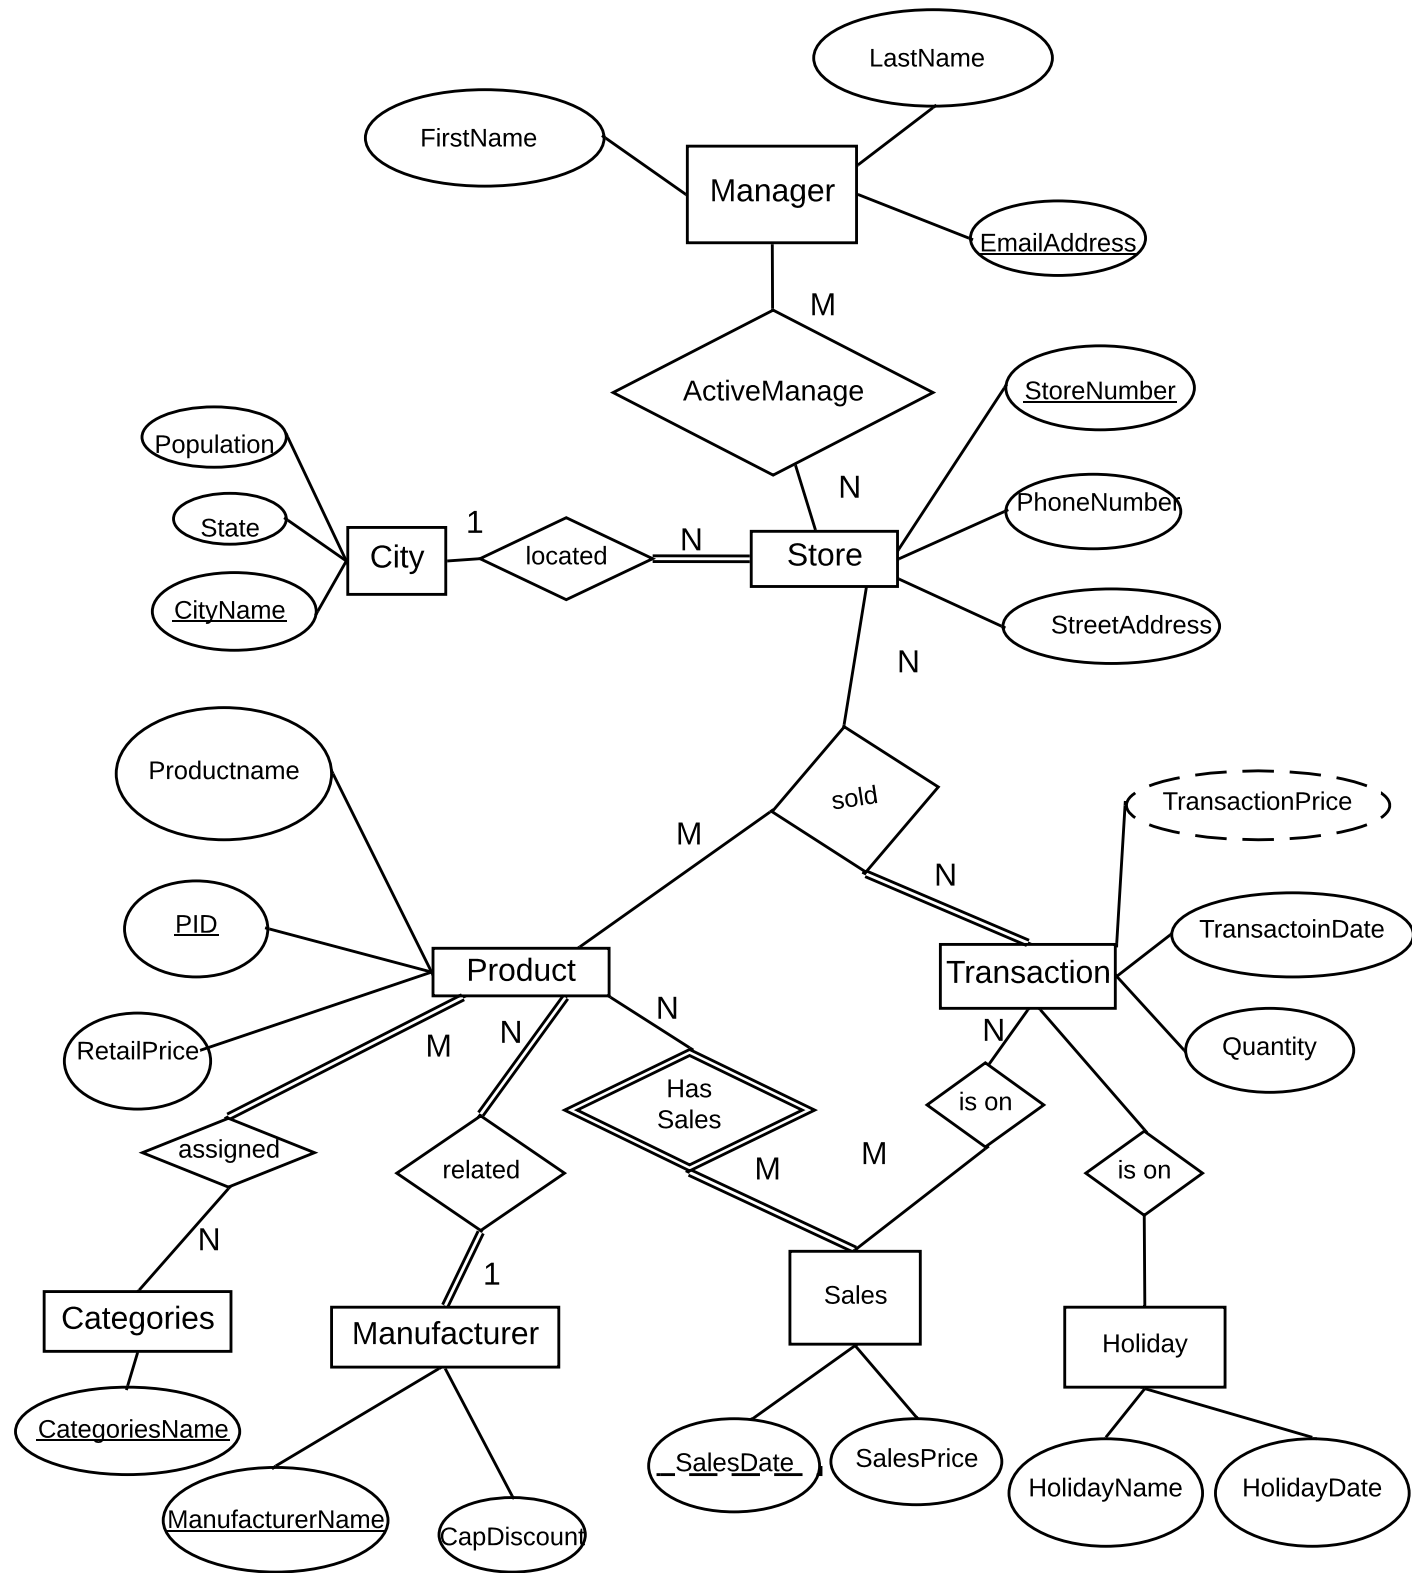 LastName
FirstName
Manager
EmailAddress
M
ActiveManage
StoreNumber
Population
N
PhoneNumber
State
1
N
City
located
Store
CityName
StreetAddress
N
Productname
sold
TransactionPrice
M
N
PID
TransactoinDate
Product
Transaction
N
RetailPrice
M
N
N
Quantity
Has
Sales
is on
assigned
related
M
M
is on
N
1
Categories
Manufacturer
Sales
Holiday
CategoriesName
SalesDate
SalesPrice
HolidayName
HolidayDate
ManufacturerName
CapDiscount